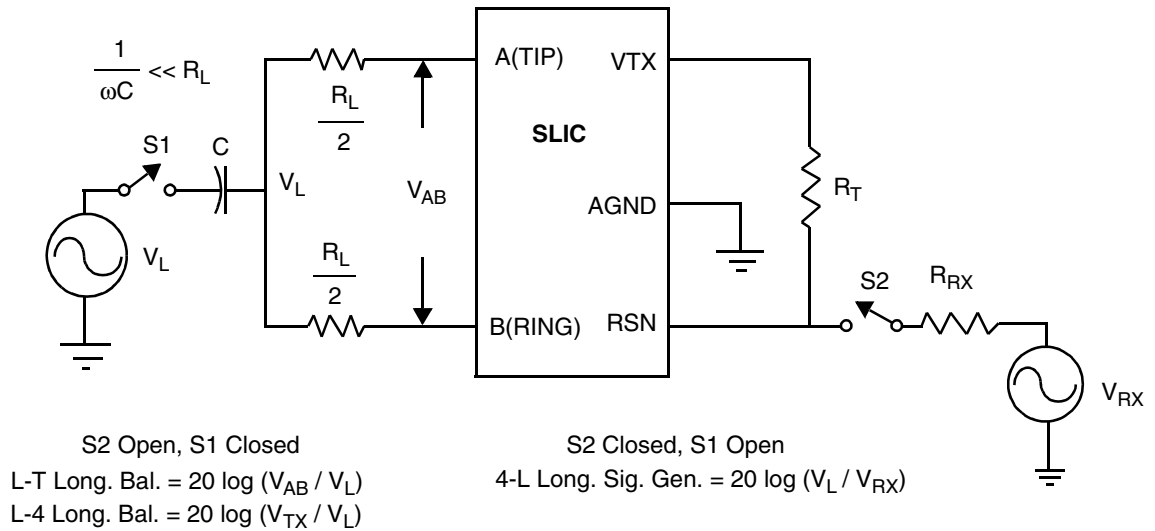 1
ωC
<< R_L
S1
C
V_L
V_L
R_L
2
R_L
2
V_AB
A(TIP)
VTX
SLIC
AGND
B(RING)
RSN
R_T
S2
R_RX
V_RX
S2 Open, S1 Closed
L-T Long. Bal. = 20 log (V_AB / V_L)
L-4 Long. Bal. = 20 log (V_TX / V_L)
S2 Closed, S1 Open
4-L Long. Sig. Gen. = 20 log (V_L / V_RX)